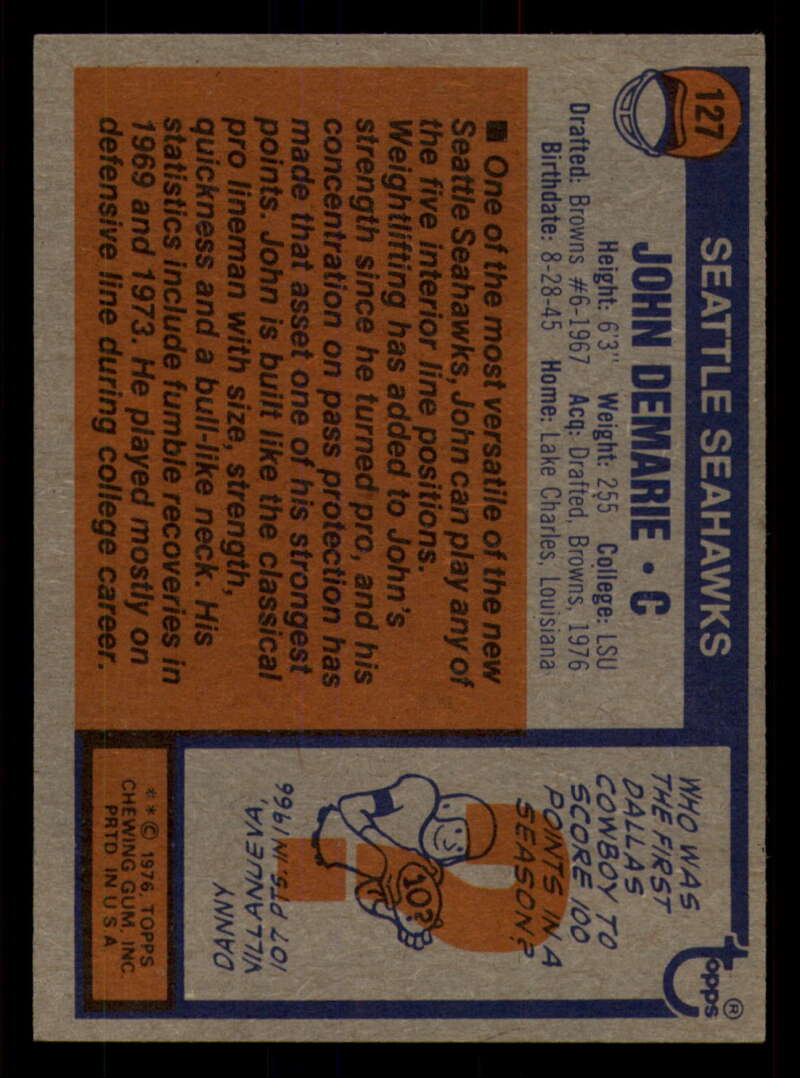 127
SEATTLE SEAHAWKS
JOHN DEMARIE • C
Height: 6'3" Weight: 255 College: LSU
Drafted: Browns #6-1967 Acq: Drafted, Browns, 1976
Birthdate: 8-28-45 Home: Lake Charles, Louisiana
■ One of the most versatile of the new
Seattle Seahawks, John can play any of
the five interior line positions.
Weightlifting has added to John's
strength since he turned pro, and his
concentration on pass protection has
made that asset one of his strongest
points. John is built like the classical
pro lineman with size, strength,
quickness and a bull-like neck. His
statistics include fumble recoveries in
1969 and 1973. He played mostly on
defensive line during college career.
topps®
WHO WAS
THE FIRST
DALLAS
COWBOY TO
SCORE 100
POINTS IN A
SEASON?
10?
DANNY
VILLANUEVA,
107 PTS. IN 1966
**© 1976 TOPPS
CHEWING GUM, INC.
PRTD IN U S A